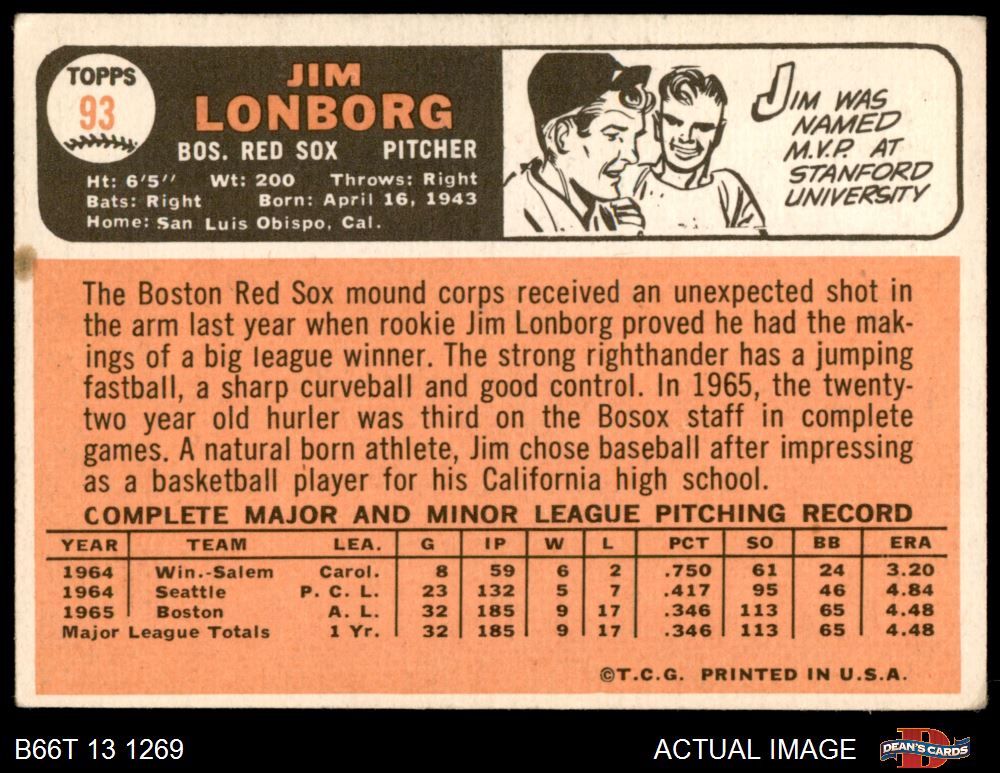 TOPPS
93
JIM
LONBORG
BOS. RED SOX PITCHER
Ht: 6'5" Wt: 200 Throws: Right
Bats: Right Born: April 16, 1943
Home: San Luis Obispo, Cal.
JIM WAS
NAMED
M.V.P. AT
STANFORD
UNIVERSITY
The Boston Red Sox mound corps received an unexpected shot in
the arm last year when rookie Jim Lonborg proved he had the mak-
ings of a big league winner. The strong righthander has a jumping
fastball, a sharp curveball and good control. In 1965, the twenty-
two year old hurler was third on the Bosox staff in complete
games. A natural born athlete, Jim chose baseball after impressing
as a basketball player for his California high school.
COMPLETE MAJOR AND MINOR LEAGUE PITCHING RECORD
YEAR TEAM LEA. G IP W L PCT SO BB ERA
1964 Win.-Salem Carol. 8 59 6 2 .750 61 24 3.20
1964 Seattle P. C. L. 23 132 5 7 .417 95 46 4.84
1965 Boston A. L. 32 185 9 17 .346 113 65 4.48
Major League Totals 1 Yr. 32 185 9 17 .346 113 65 4.48
©T.C.G. PRINTED IN U.S.A.
B66T 13 1269
ACTUAL IMAGE
DEAN'S CARDS